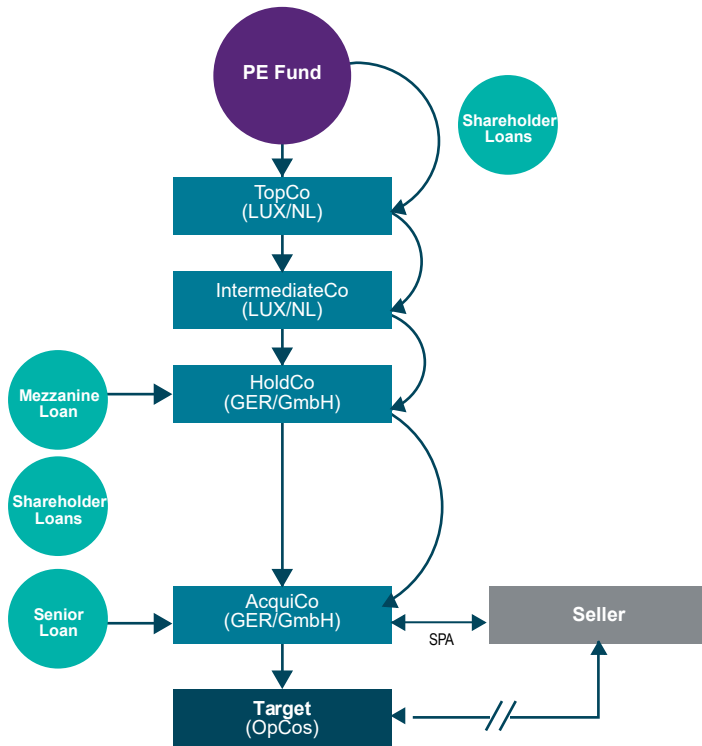 PE Fund
Shareholder
Loans
TopCo
(LUX/NL)
IntermediateCo
(LUX/NL)
HoldCo
(GER/GmbH)
Mezzanine
Loan
Shareholder
Loans
AcquiCo
(GER/GmbH)
Senior
Loan
SPA
Seller
Target
(OpCos)